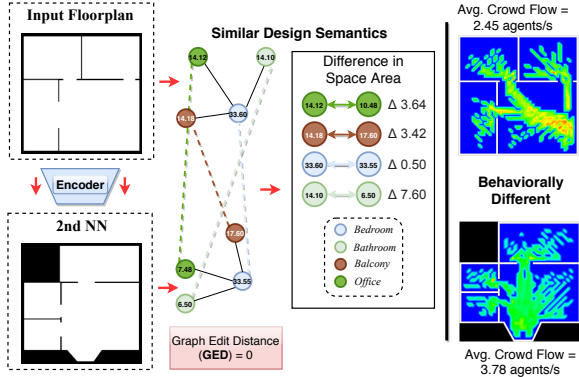 Input Floorplan
Encoder
2nd NN
Similar Design Semantics
14.12
14.10
14.18
33.60
17.60
7.48
33.55
6.50
Graph Edit Distance
(GED) = 0
Difference in
Space Area
14.12 10.48 Δ 3.64
14.18 17.60 Δ 3.42
33.60 33.55 Δ 0.50
14.10 6.50 Δ 7.60
Bedroom
Bathroom
Balcony
Office
Avg. Crowd Flow =
2.45 agents/s
Behaviorally
Different
Avg. Crowd Flow =
3.78 agents/s